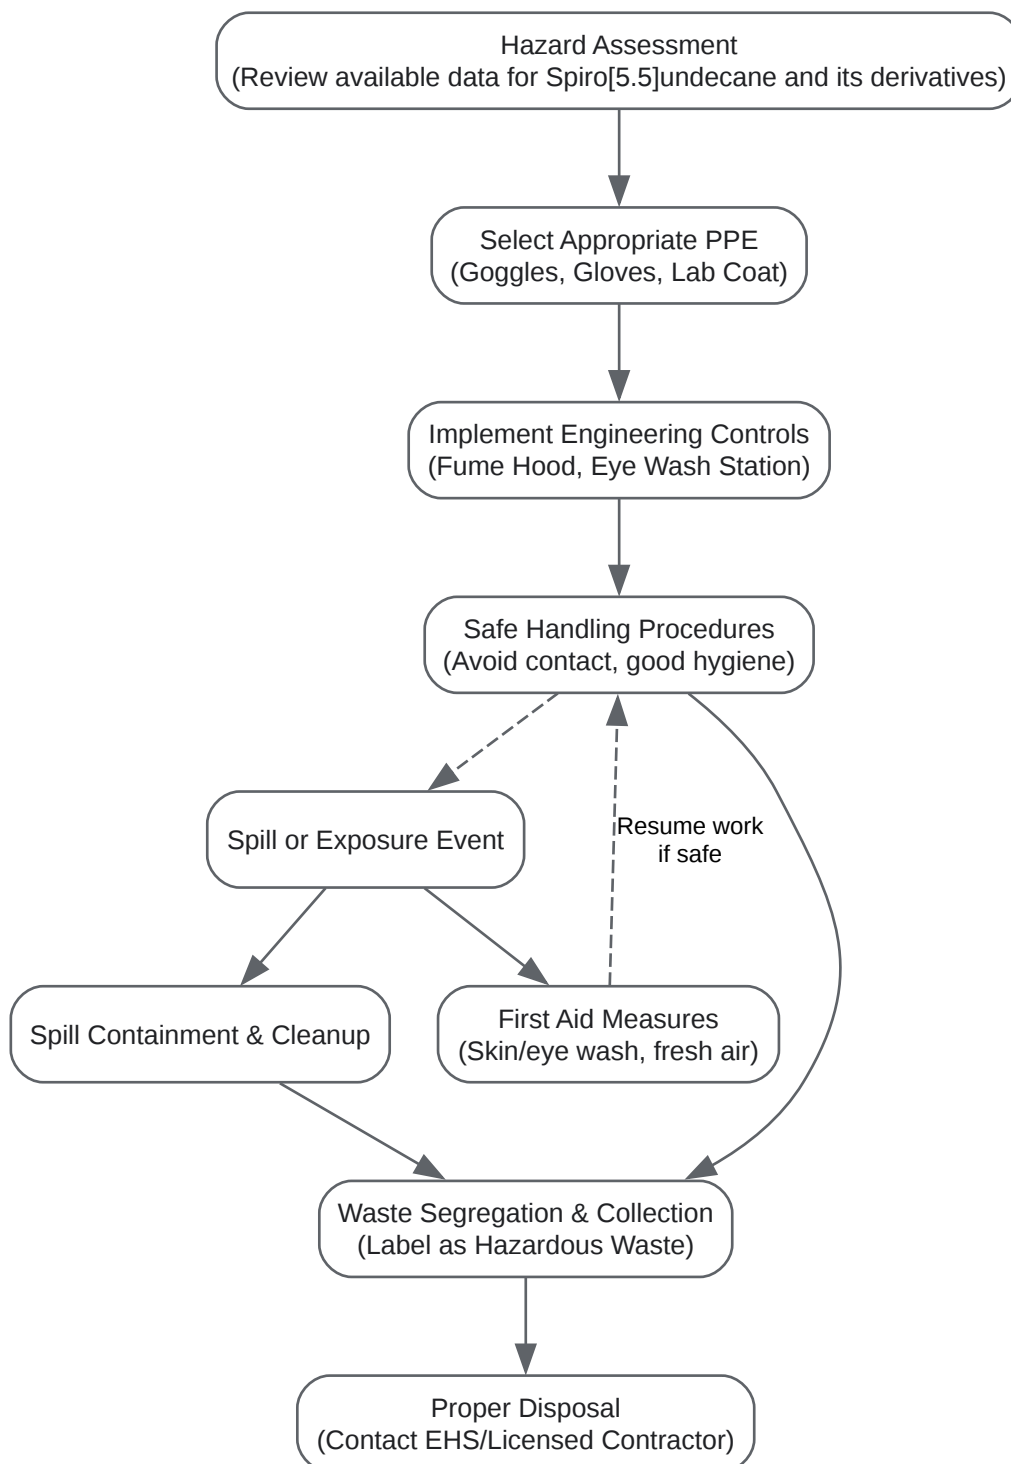 Hazard Assessment
(Review available data for Spiro[5.5]undecane and its derivatives)
Select Appropriate PPE
(Goggles, Gloves, Lab Coat)
Implement Engineering Controls
(Fume Hood, Eye Wash Station)
Safe Handling Procedures
(Avoid contact, good hygiene)
Spill or Exposure Event
Resume work
if safe
Spill Containment & Cleanup
First Aid Measures
(Skin/eye wash, fresh air)
Waste Segregation & Collection
(Label as Hazardous Waste)
Proper Disposal
(Contact EHS/Licensed Contractor)